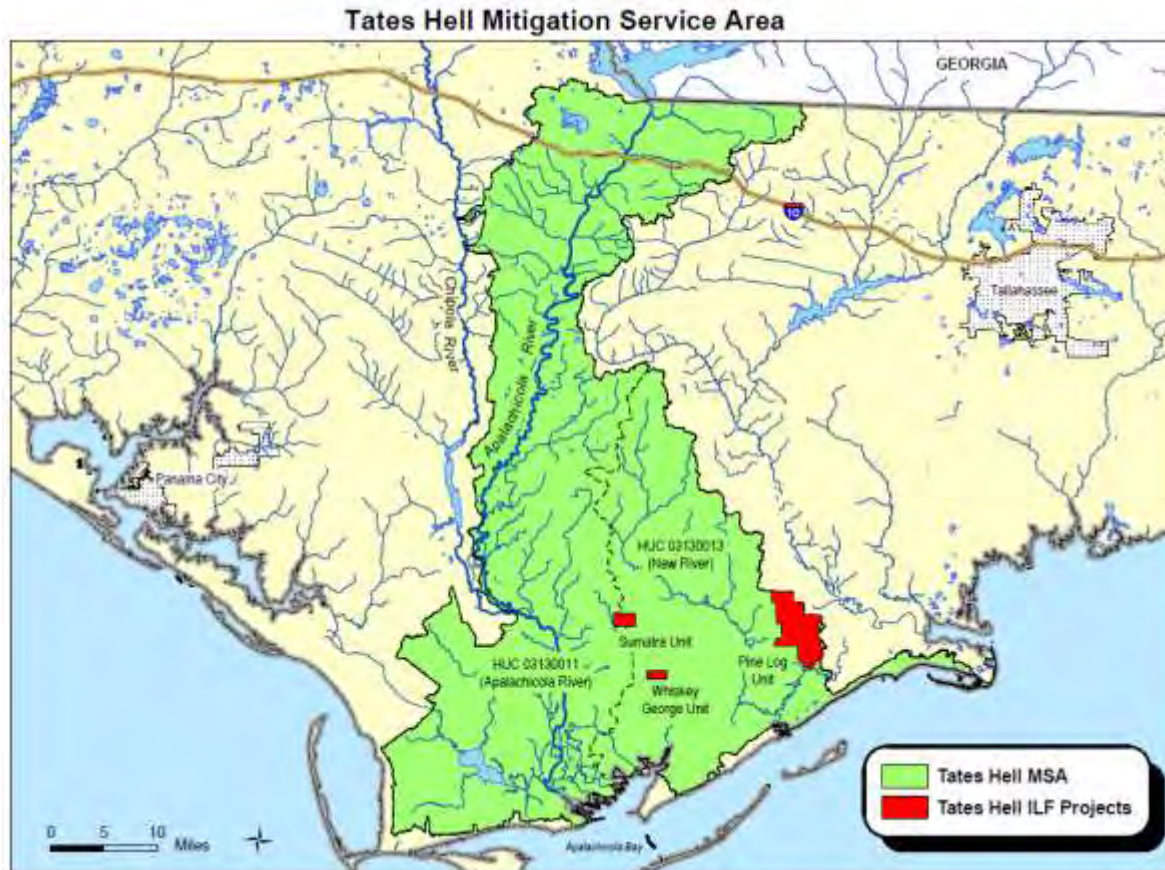 Tates Hell Mitigation Service Area
GEORGIA
10
Tallahassee
Chipola River
Apalachicola River
Panama City
HUC 03130013
(New River)
Sumatra Unit
HUC 03130011
(Apalachicola River)
Pine Log
Unit
Whiskey
George Unit
Tates Hell MSA
Tates Hell ILF Projects
0 5 10
Miles
Apalachicola Bay